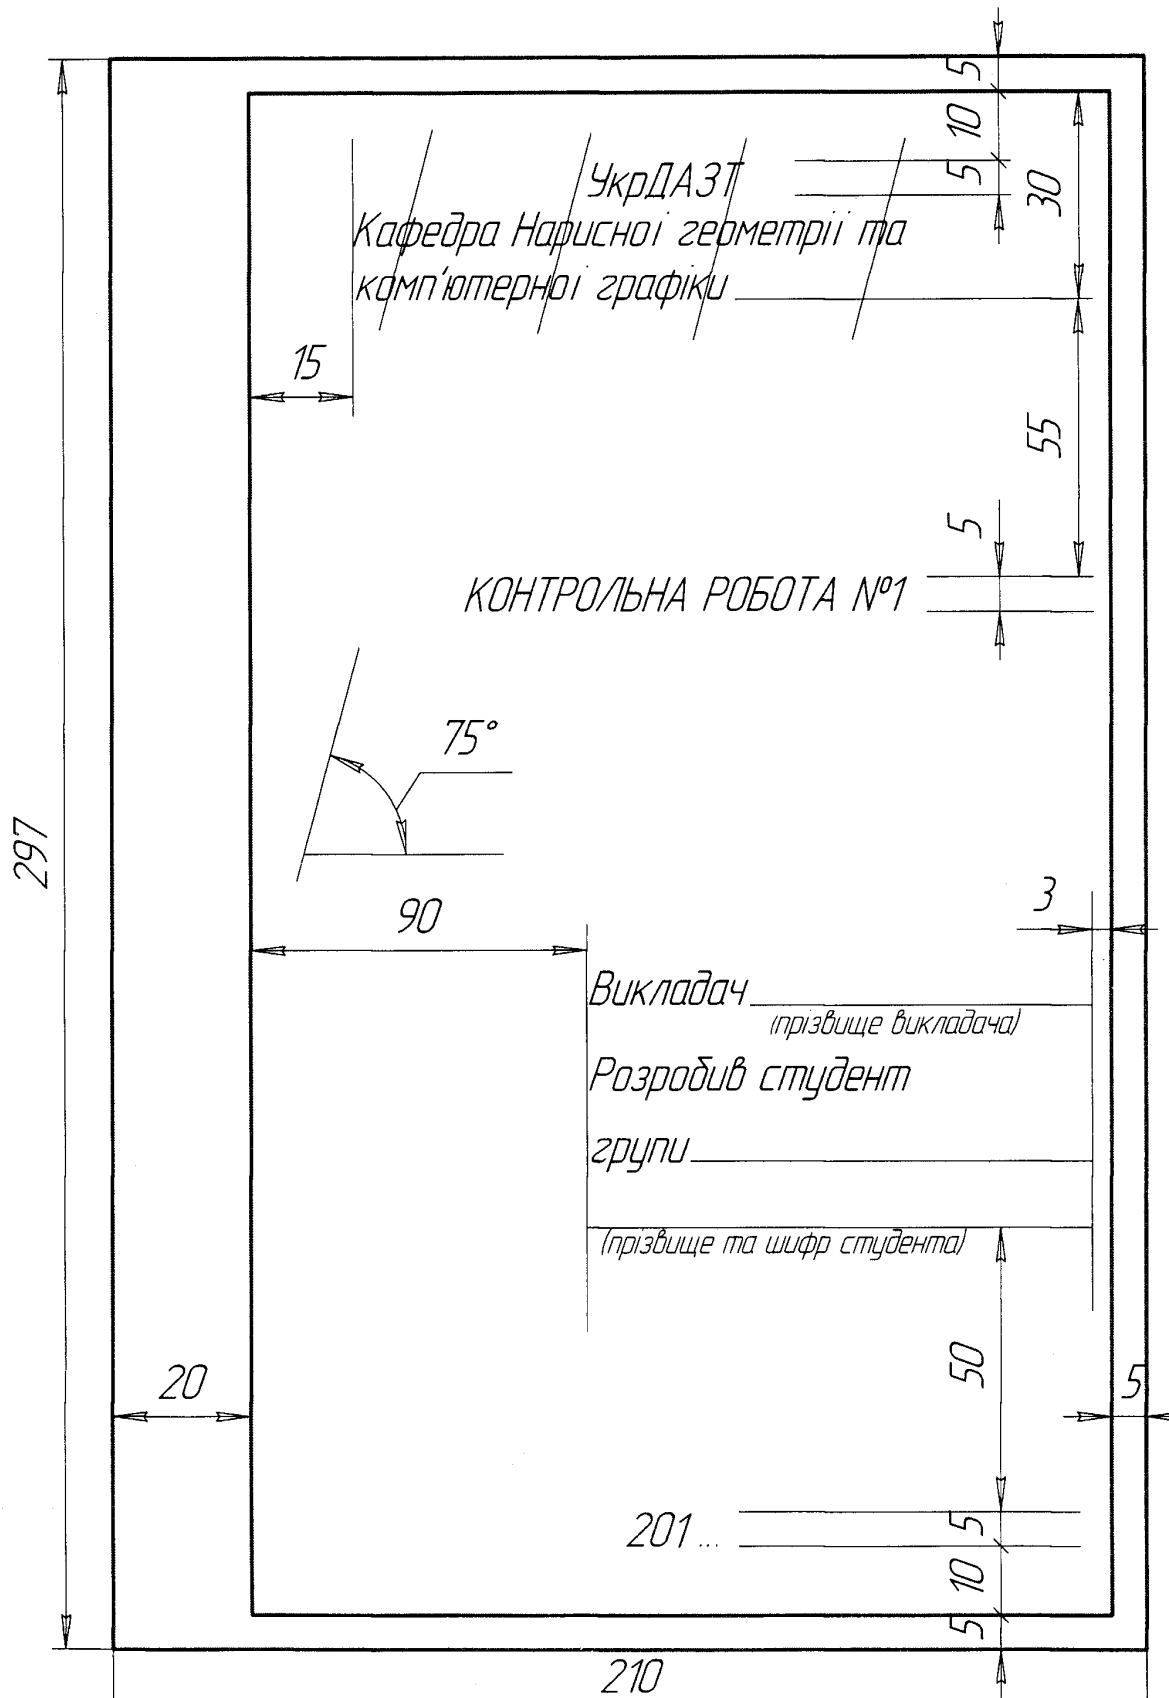 5
10
5
30
УкрДАЗТ
Кафедра Нарисної геометрії та
комп'ютерної графіки
15
55
5
КОНТРОЛЬНА РОБОТА №1
75°
297
90
3
Викладач
(прізвище викладача)
Розробив студент
групи
(прізвище та шифр студента)
50
20
5
201...
5
10
5
210